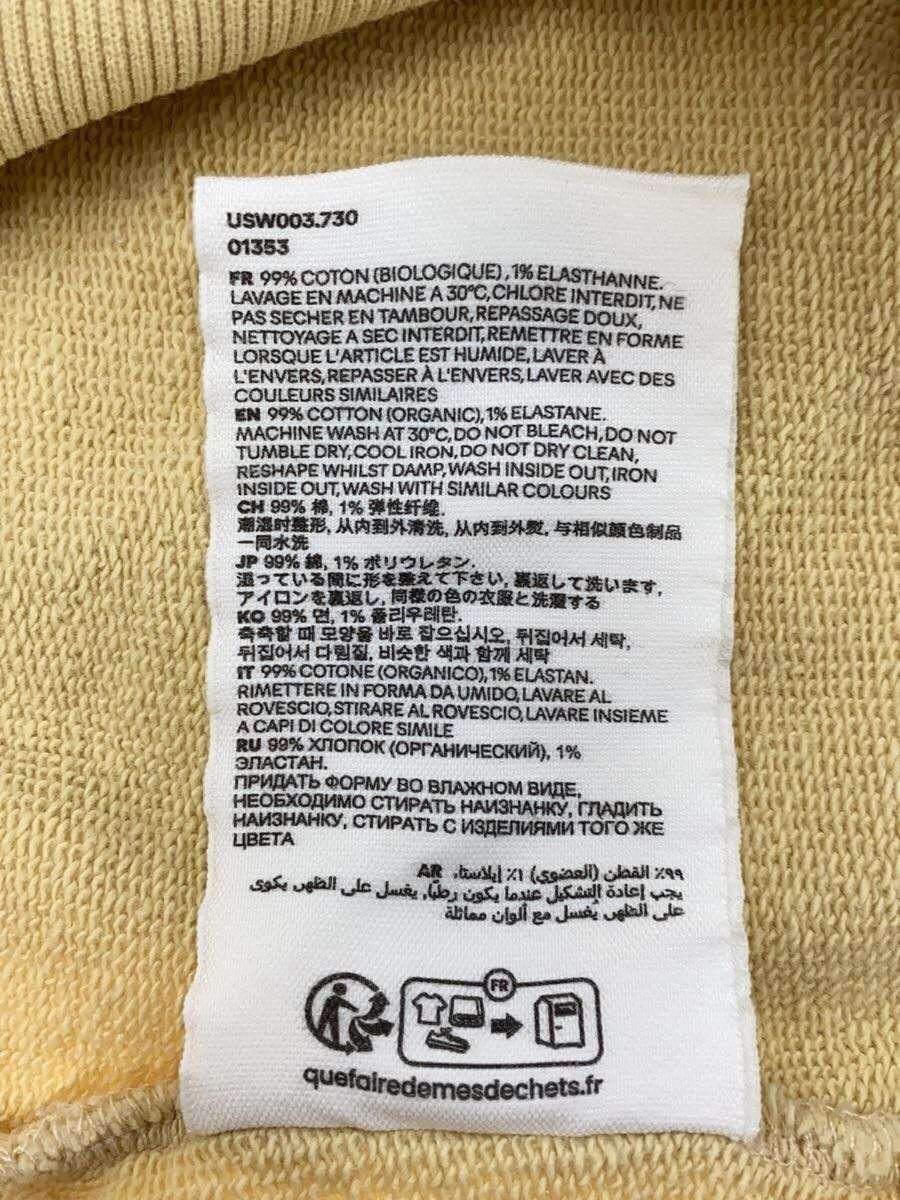 USW003.730
01353
FR 99% COTON (BIOLOGIQUE), 1% ELASTHANNE.
LAVAGE EN MACHINE A 30°C, CHLORE INTERDIT, NE
PAS SECHER EN TAMBOUR, REPASSAGE DOUX,
NETTOYAGE A SEC INTERDIT, REMETTRE EN FORME
LORSQUE L'ARTICLE EST HUMIDE, LAVER À
L'ENVERS, REPASSER À L'ENVERS, LAVER AVEC DES
COULEURS SIMILAIRES
EN 99% COTTON (ORGANIC), 1% ELASTANE.
MACHINE WASH AT 30°C, DO NOT BLEACH, DO NOT
TUMBLE DRY, COOL IRON, DO NOT DRY CLEAN,
RESHAPE WHILST DAMP, WASH INSIDE OUT, IRON
INSIDE OUT, WASH WITH SIMILAR COLOURS
CH 99% 棉, 1% 弹性纤维.
潮湿时整形, 从内到外清洗, 从内到外熨, 与相似颜色制品
一同水洗
JP 99% 綿, 1% ポリウレタン.
湿っている間に形を整えて下さい, 裏返して洗います,
アイロンを裏返し, 同様の色の衣服と洗濯する
KO 99% 면, 1% 폴리우레탄.
축축할 때 모양을 바로 잡으십시오, 뒤집어서 세탁,
뒤집어서 다림질, 비슷한 색과 함께 세탁
IT 99% COTONE (ORGANICO), 1% ELASTAN.
RIMETTERE IN FORMA DA UMIDO, LAVARE AL
ROVESCIO, STIRARE AL ROVESCIO, LAVARE INSIEME
A CAPI DI COLORE SIMILE
RU 99% ХЛОПОК (ОРГАНИЧЕСКИЙ), 1%
ЭЛАСТАН.
ПРИДАТЬ ФОРМУ ВО ВЛАЖНОМ ВИДЕ,
НЕОБХОДИМО СТИРАТЬ НАИЗНАНКУ, ГЛАДИТЬ
НАИЗНАНКУ, СТИРАТЬ С ИЗДЕЛИЯМИ ТОГО ЖЕ
ЦВЕТА
٩٩٪ القطن (العضوي) ١٪ إيلاستا، AR
يجب إعادة التشكيل عندما يكون رطبًا، يغسل على الظهر، يكوى
على الظهر، يُغسل مع ألوان مماثلة
FR
quefairedemesdechets.fr